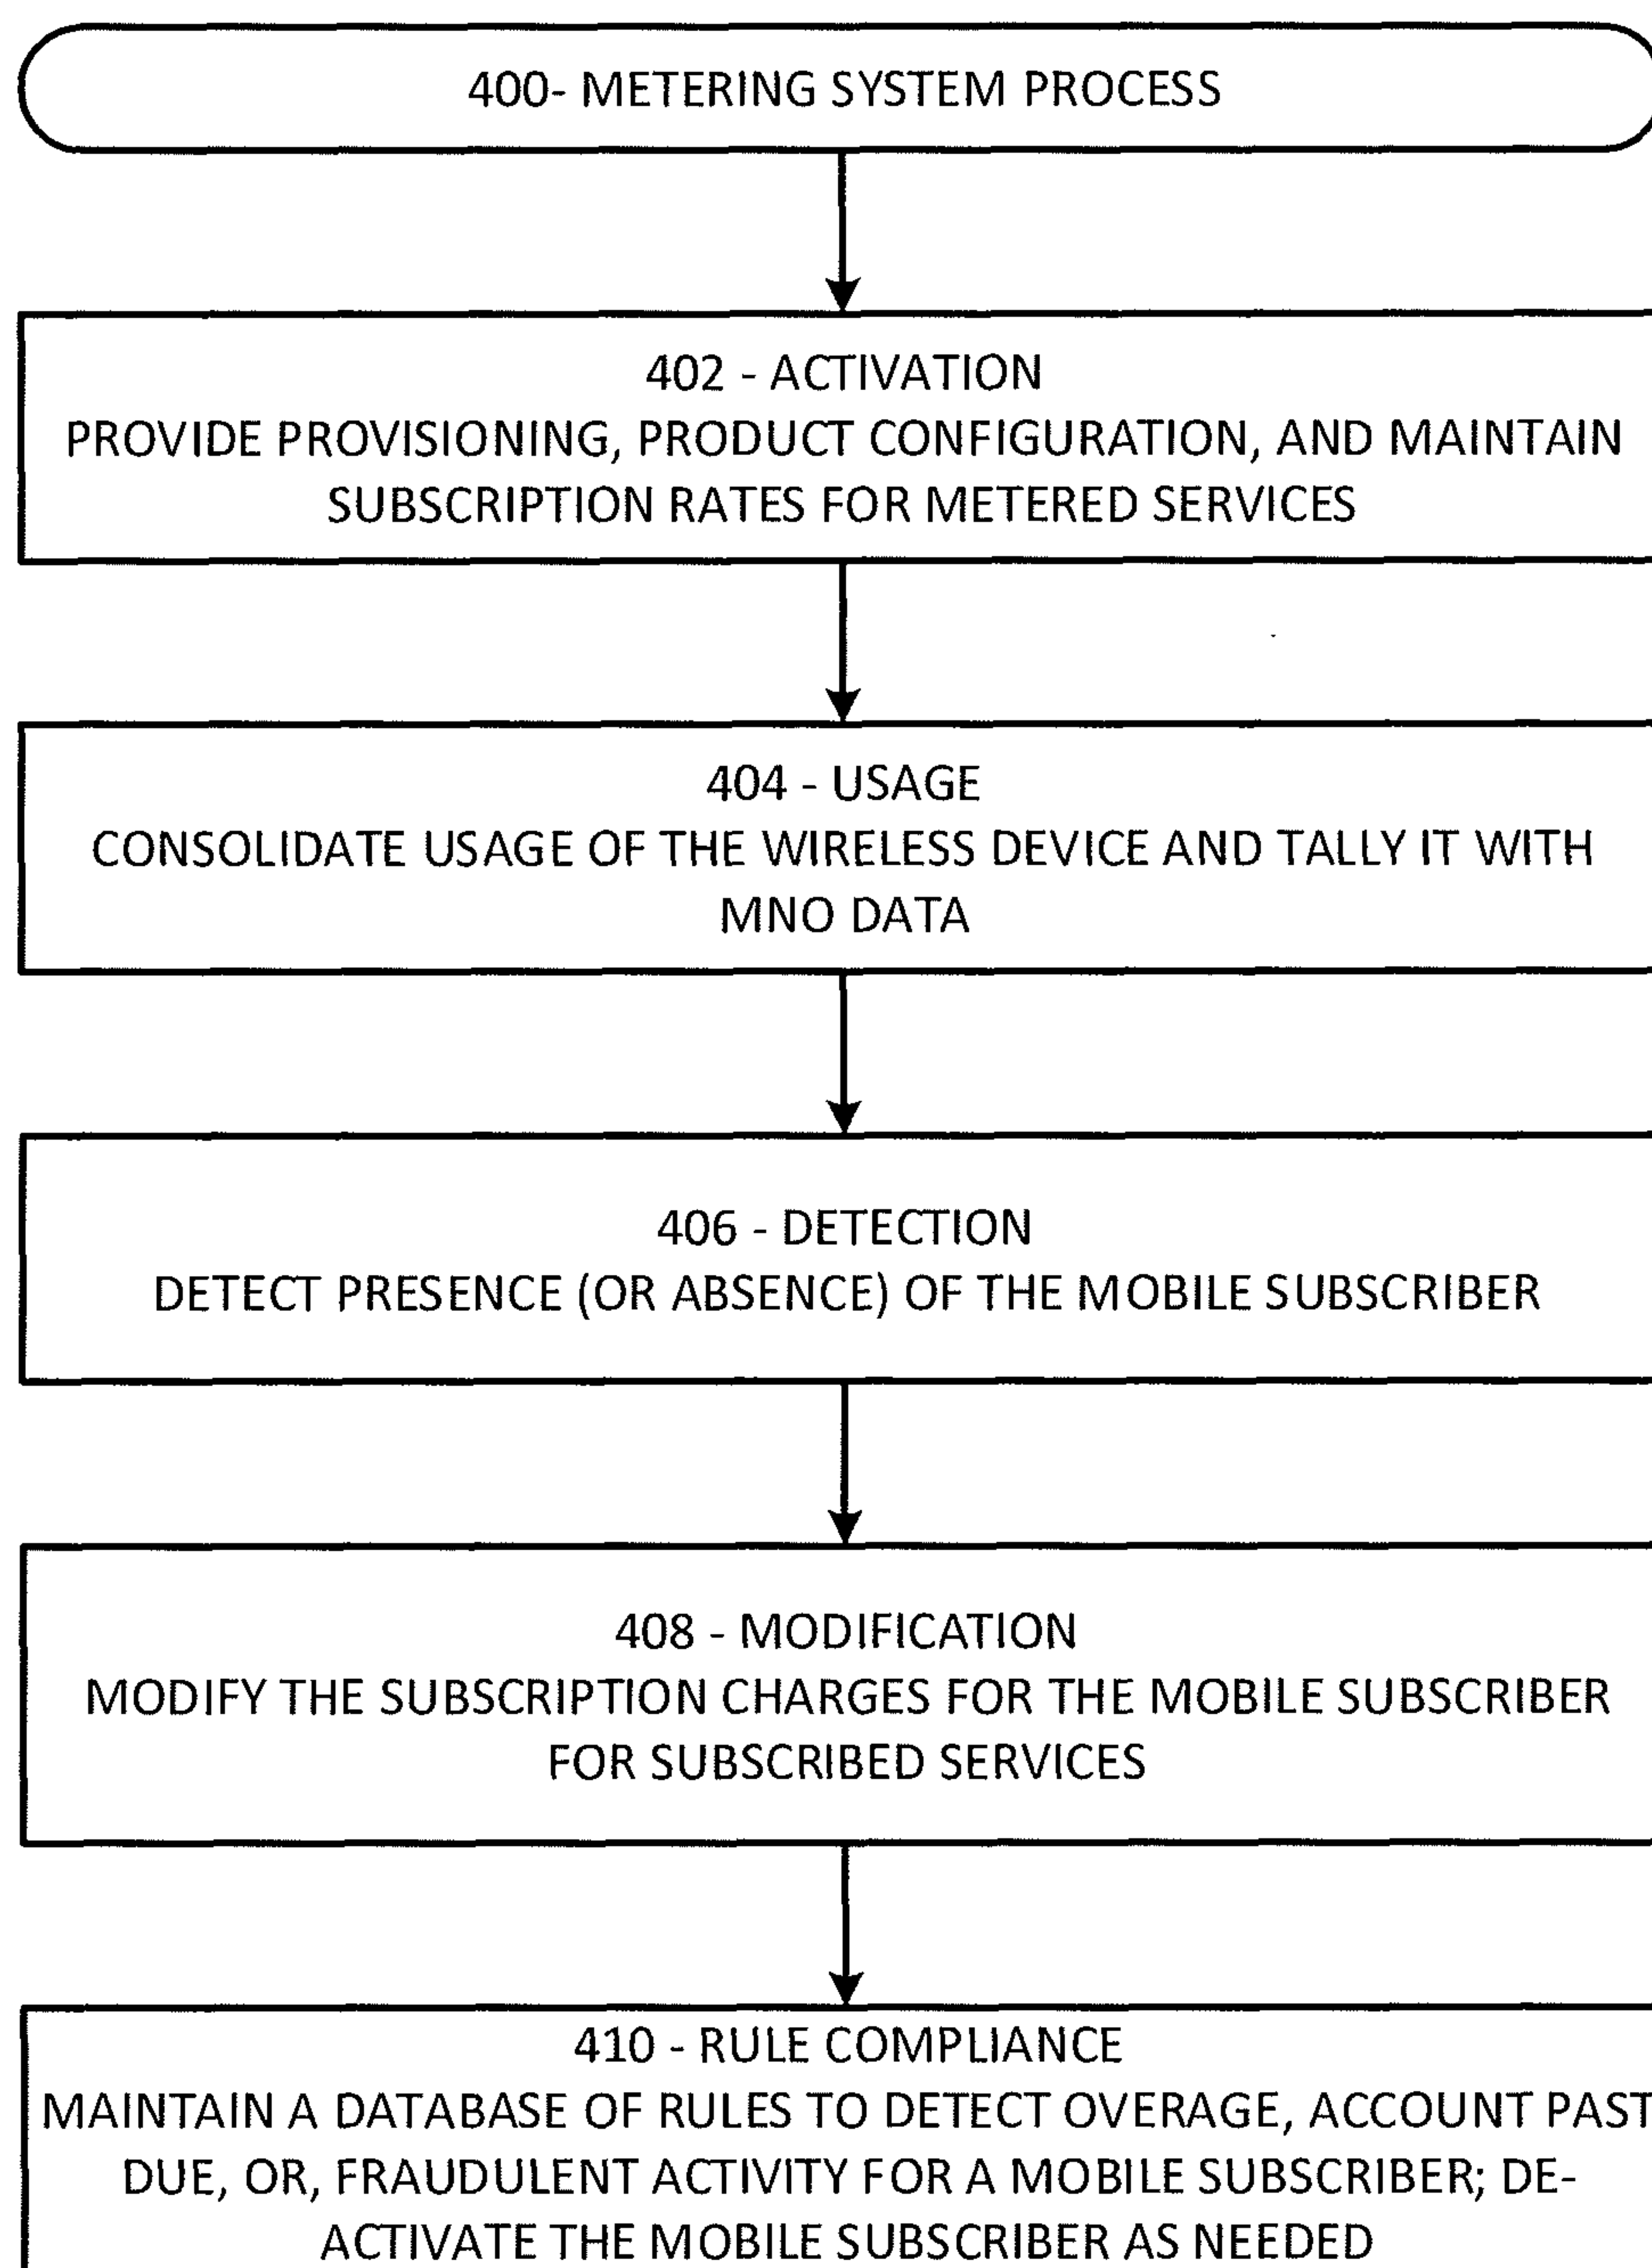 400- METERING SYSTEM PROCESS
402 - ACTIVATION
PROVIDE PROVISIONING, PRODUCT CONFIGURATION, AND MAINTAIN
SUBSCRIPTION RATES FOR METERED SERVICES
404 - USAGE
CONSOLIDATE USAGE OF THE WIRELESS DEVICE AND TALLY IT WITH
MNO DATA
406 - DETECTION
DETECT PRESENCE (OR ABSENCE) OF THE MOBILE SUBSCRIBER
408 - MODIFICATION
MODIFY THE SUBSCRIPTION CHARGES FOR THE MOBILE SUBSCRIBER
FOR SUBSCRIBED SERVICES
410 - RULE COMPLIANCE
MAINTAIN A DATABASE OF RULES TO DETECT OVERAGE, ACCOUNT PAST
DUE, OR, FRAUDULENT ACTIVITY FOR A MOBILE SUBSCRIBER; DE-
ACTIVATE THE MOBILE SUBSCRIBER AS NEEDED